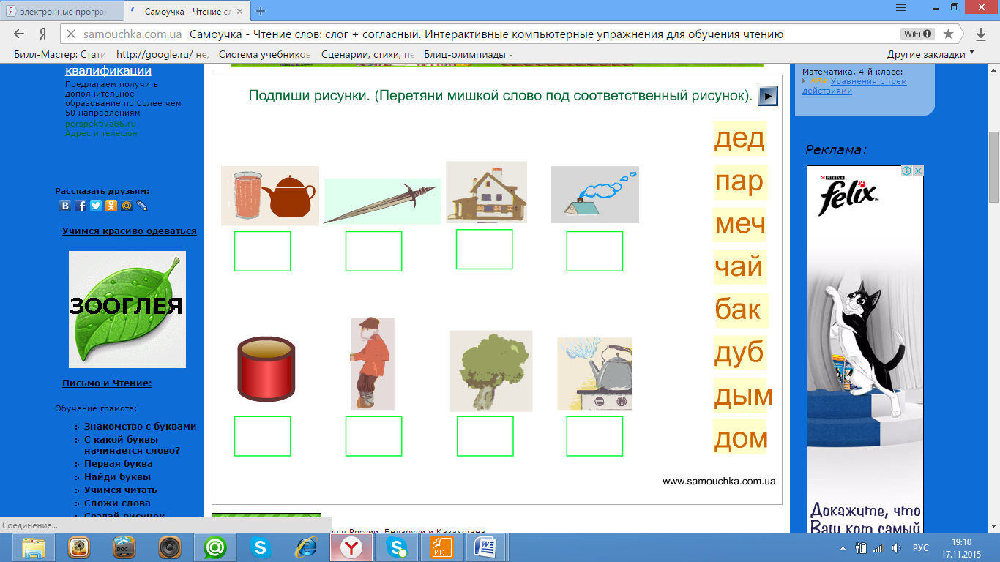 электронные програм
Самоучка - Чтение сл
samouchka.com.ua Самоучка - Чтение слов: слог + согласный. Интерактивные компьютерные упражнения для обучения чтению
WiFi
Билл-Мастер: Стати
http://google.ru/ не,
Система учебников
Сценарии, стихи, пе
Блиц-олимпиады -
Другие закладки
квалификации
Предлагаем получить
дополнительное
образование по более чем
50 направлениям
perspektiva86.ru
Адрес и телефон
Рассказать друзьям:
Учимся красиво одеваться
ЗООГЛЕЯ
Письмо и Чтение:
Обучение грамоте:
Знакомство с буквами
С какой буквы
начинается слово?
Первая буква
Найди буквы
Учимся читать
Сложи слова
Создай рисунок
Соединение...
Подпиши рисунки. (Перетяни мишкой слово под соответственный рисунок).
дед
пар
меч
чай
бак
дуб
дым
дом
www.samouchka.com.ua
для России, Беларуси и Казахстана
Математика, 4-й класс:
Уравнения с трем
действиями
Реклама:
PURINA
felix
Докажите, что
Ваш кот самый
DOC
PDF
РУС
19:10
17.11.2015